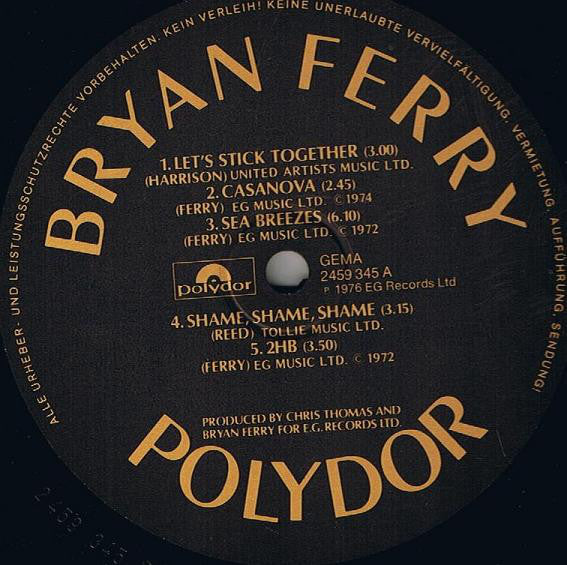 ALLE URHEBER- UND LEISTUNGSSCHUTZRECHTE VORBEHALTEN. KEIN VERLEIH! KEINE UNERLAUBTE VERVIELFÄLTIGUNG, VERMIETUNG, AUFFÜHRUNG, SENDUNG!
BRYAN FERRY
1. LET'S STICK TOGETHER (3.00)
(HARRISON) UNITED ARTISTS MUSIC LTD.
2. CASANOVA (2.45)
(FERRY) EG MUSIC LTD. © 1974
3. SEA BREEZES (6.10)
(FERRY) EG MUSIC LTD. © 1972
polydor
GEMA
2459 345 A
℗ 1976 EG Records Ltd
4. SHAME, SHAME, SHAME (3.15)
(REED) TOLLIE MUSIC LTD.
5. 2HB (3.50)
(FERRY) EG MUSIC LTD. © 1972
PRODUCED BY CHRIS THOMAS AND
BRYAN FERRY FOR E.G. RECORDS LTD.
POLYDOR
2459 345